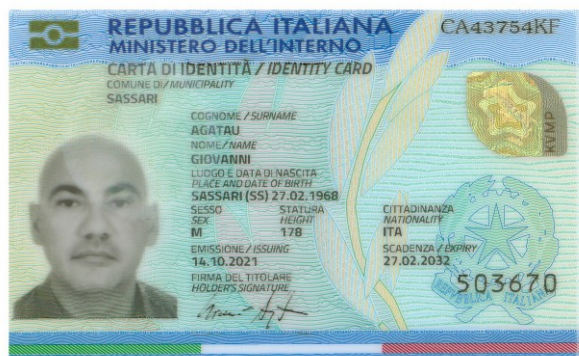 REPUBBLICA ITALIANA
MINISTERO DELL'INTERNO
CA43754KF
CARTA DI IDENTITÀ / IDENTITY CARD
COMUNE DI / MUNICIPALITY
SASSARI
COGNOME / SURNAME
AGATAU
NOME / NAME
GIOVANNI
LUOGO E DATA DI NASCITA
PLACE AND DATE OF BIRTH
SASSARI (SS) 27.02.1968
SESSO STATURA CITTADINANZA
SEX HEIGHT NATIONALITY
M 178 ITA
EMISSIONE / ISSUING SCADENZA / EXPIRY
14.10.2021 27.02.2032
FIRMA DEL TITOLARE
HOLDER'S SIGNATURE
503670
KVMP
REPUBBLICA ITALIANA